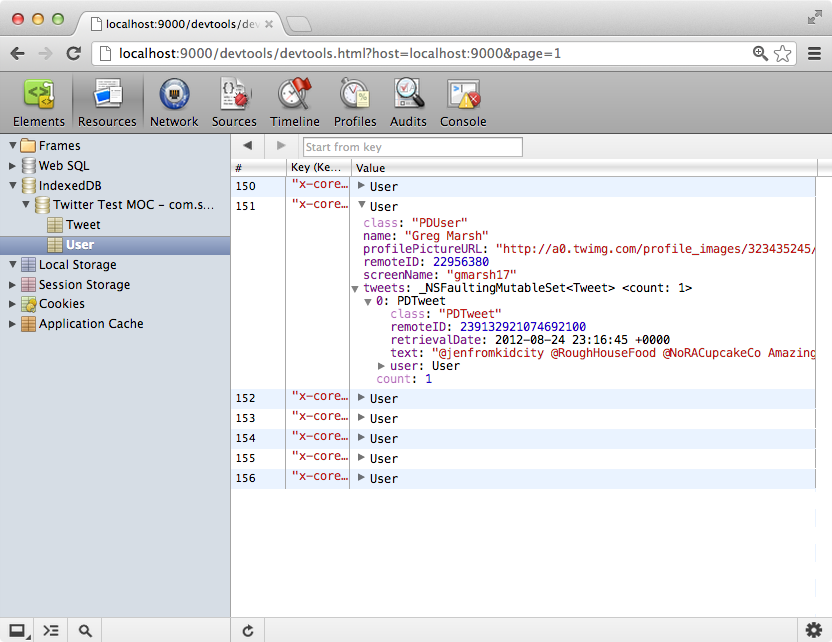 localhost:9000/devtools/dev
localhost:9000/devtools/devtools.html?host=localhost:9000&page=1
Elements Resources Network Sources Timeline Profiles Audits Console
Frames
Web SQL
IndexedDB
Twitter Test MOC – com.s...
Tweet
User
Local Storage
Session Storage
Cookies
Application Cache
Start from key
# Key (Ke... Value
150 "x-core... User
151 "x-core... User
class: "PDUser"
name: "Greg Marsh"
profilePictureURL: "http://a0.twimg.com/profile_images/323435245/
remoteID: 22956380
screenName: "gmarsh17"
tweets: _NSFaultingMutableSet<Tweet> <count: 1>
0: PDTweet
class: "PDTweet"
remoteID: 239132921074692100
retrievalDate: 2012-08-24 23:16:45 +0000
text: "@jenfromkidcity @RoughHouseFood @NoRACupcakeCo Amazing
user: User
count: 1
152 "x-core... User
153 "x-core... User
154 "x-core... User
155 "x-core... User
156 "x-core... User